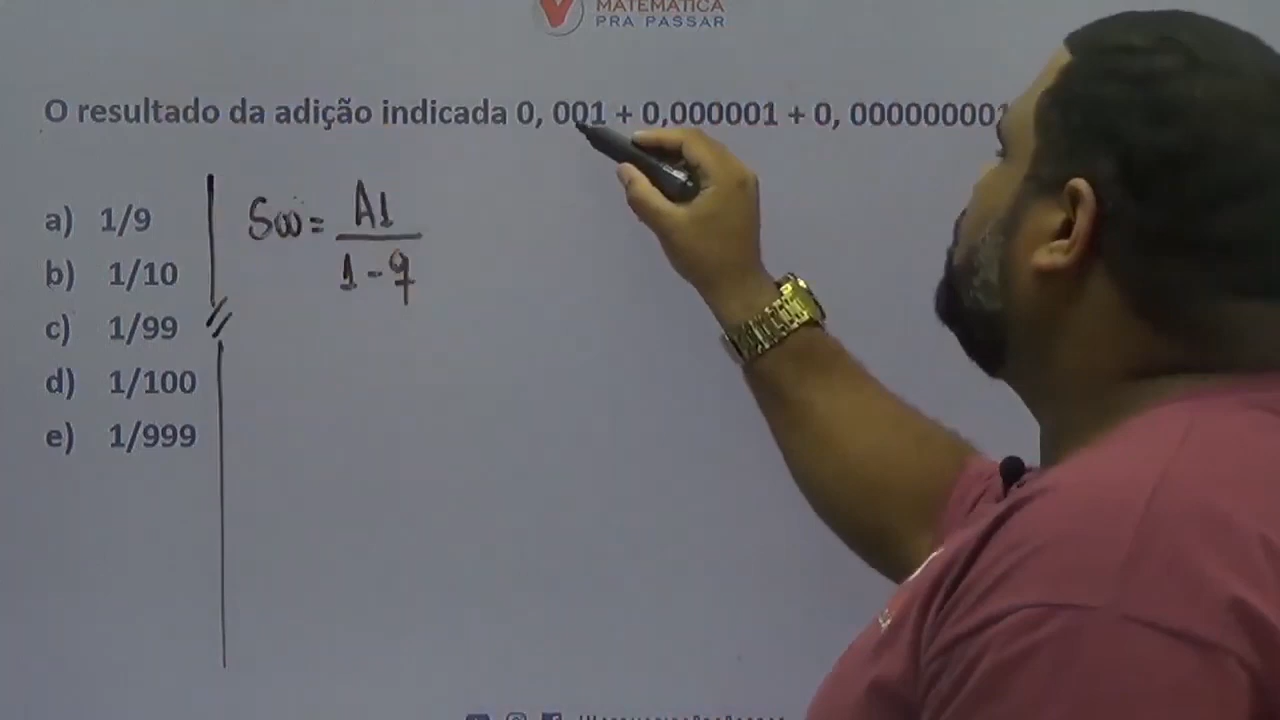 MATEMÁTICA
PRA PASSAR
O resultado da adição indicada 0, 001 + 0,000001 + 0, 000000001
a) 1/9
b) 1/10
c) 1/99
d) 1/100
e) 1/999
S∞ = A1
1 - q